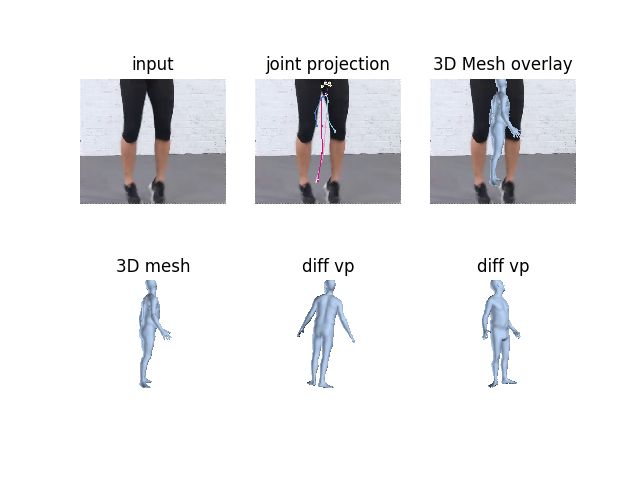 input
joint projection
3D Mesh overlay
3D mesh
diff vp
diff vp